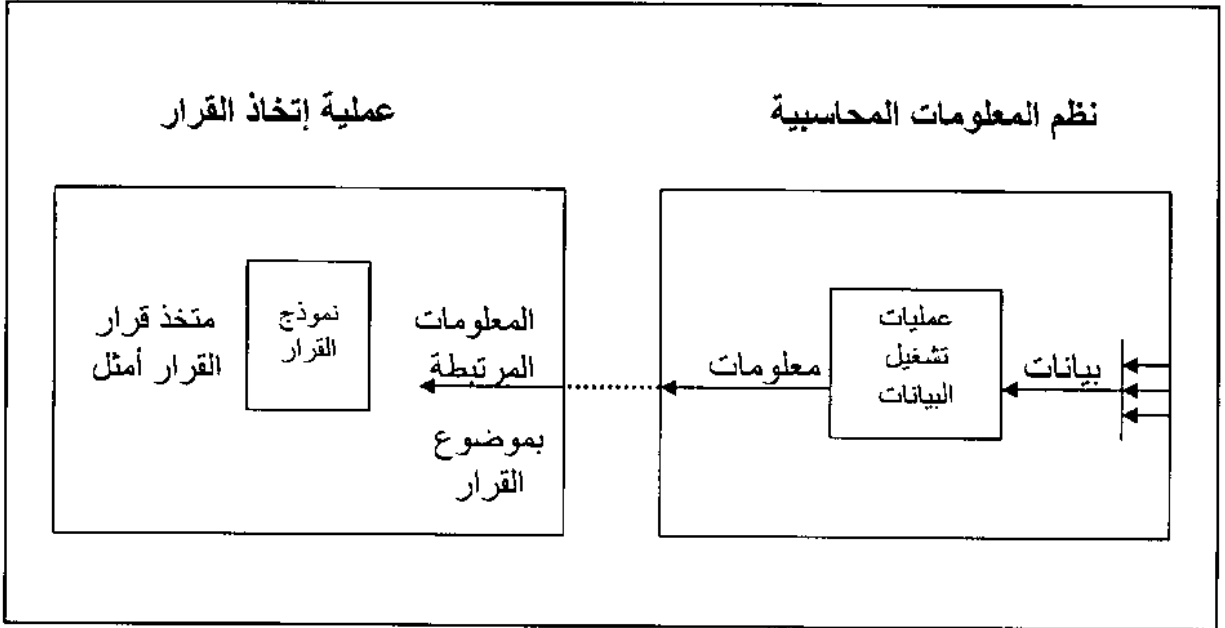 نظم المعلومات المحاسبية
عملية إتخاذ القرار
بيانات
عمليات
تشغيل
البيانات
معلومات
المعلومات
المرتبطة
بموضوع
القرار
نموذج
القرار
متخذ قرار
القرار أمثل